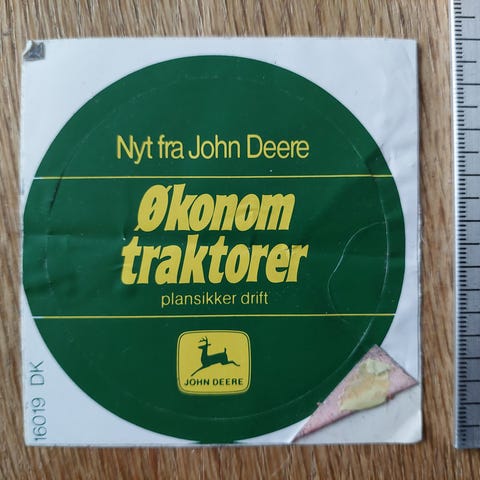 Nyt fra John Deere
Økonom
traktorer
plansikker drift
JOHN DEERE
16019 DK